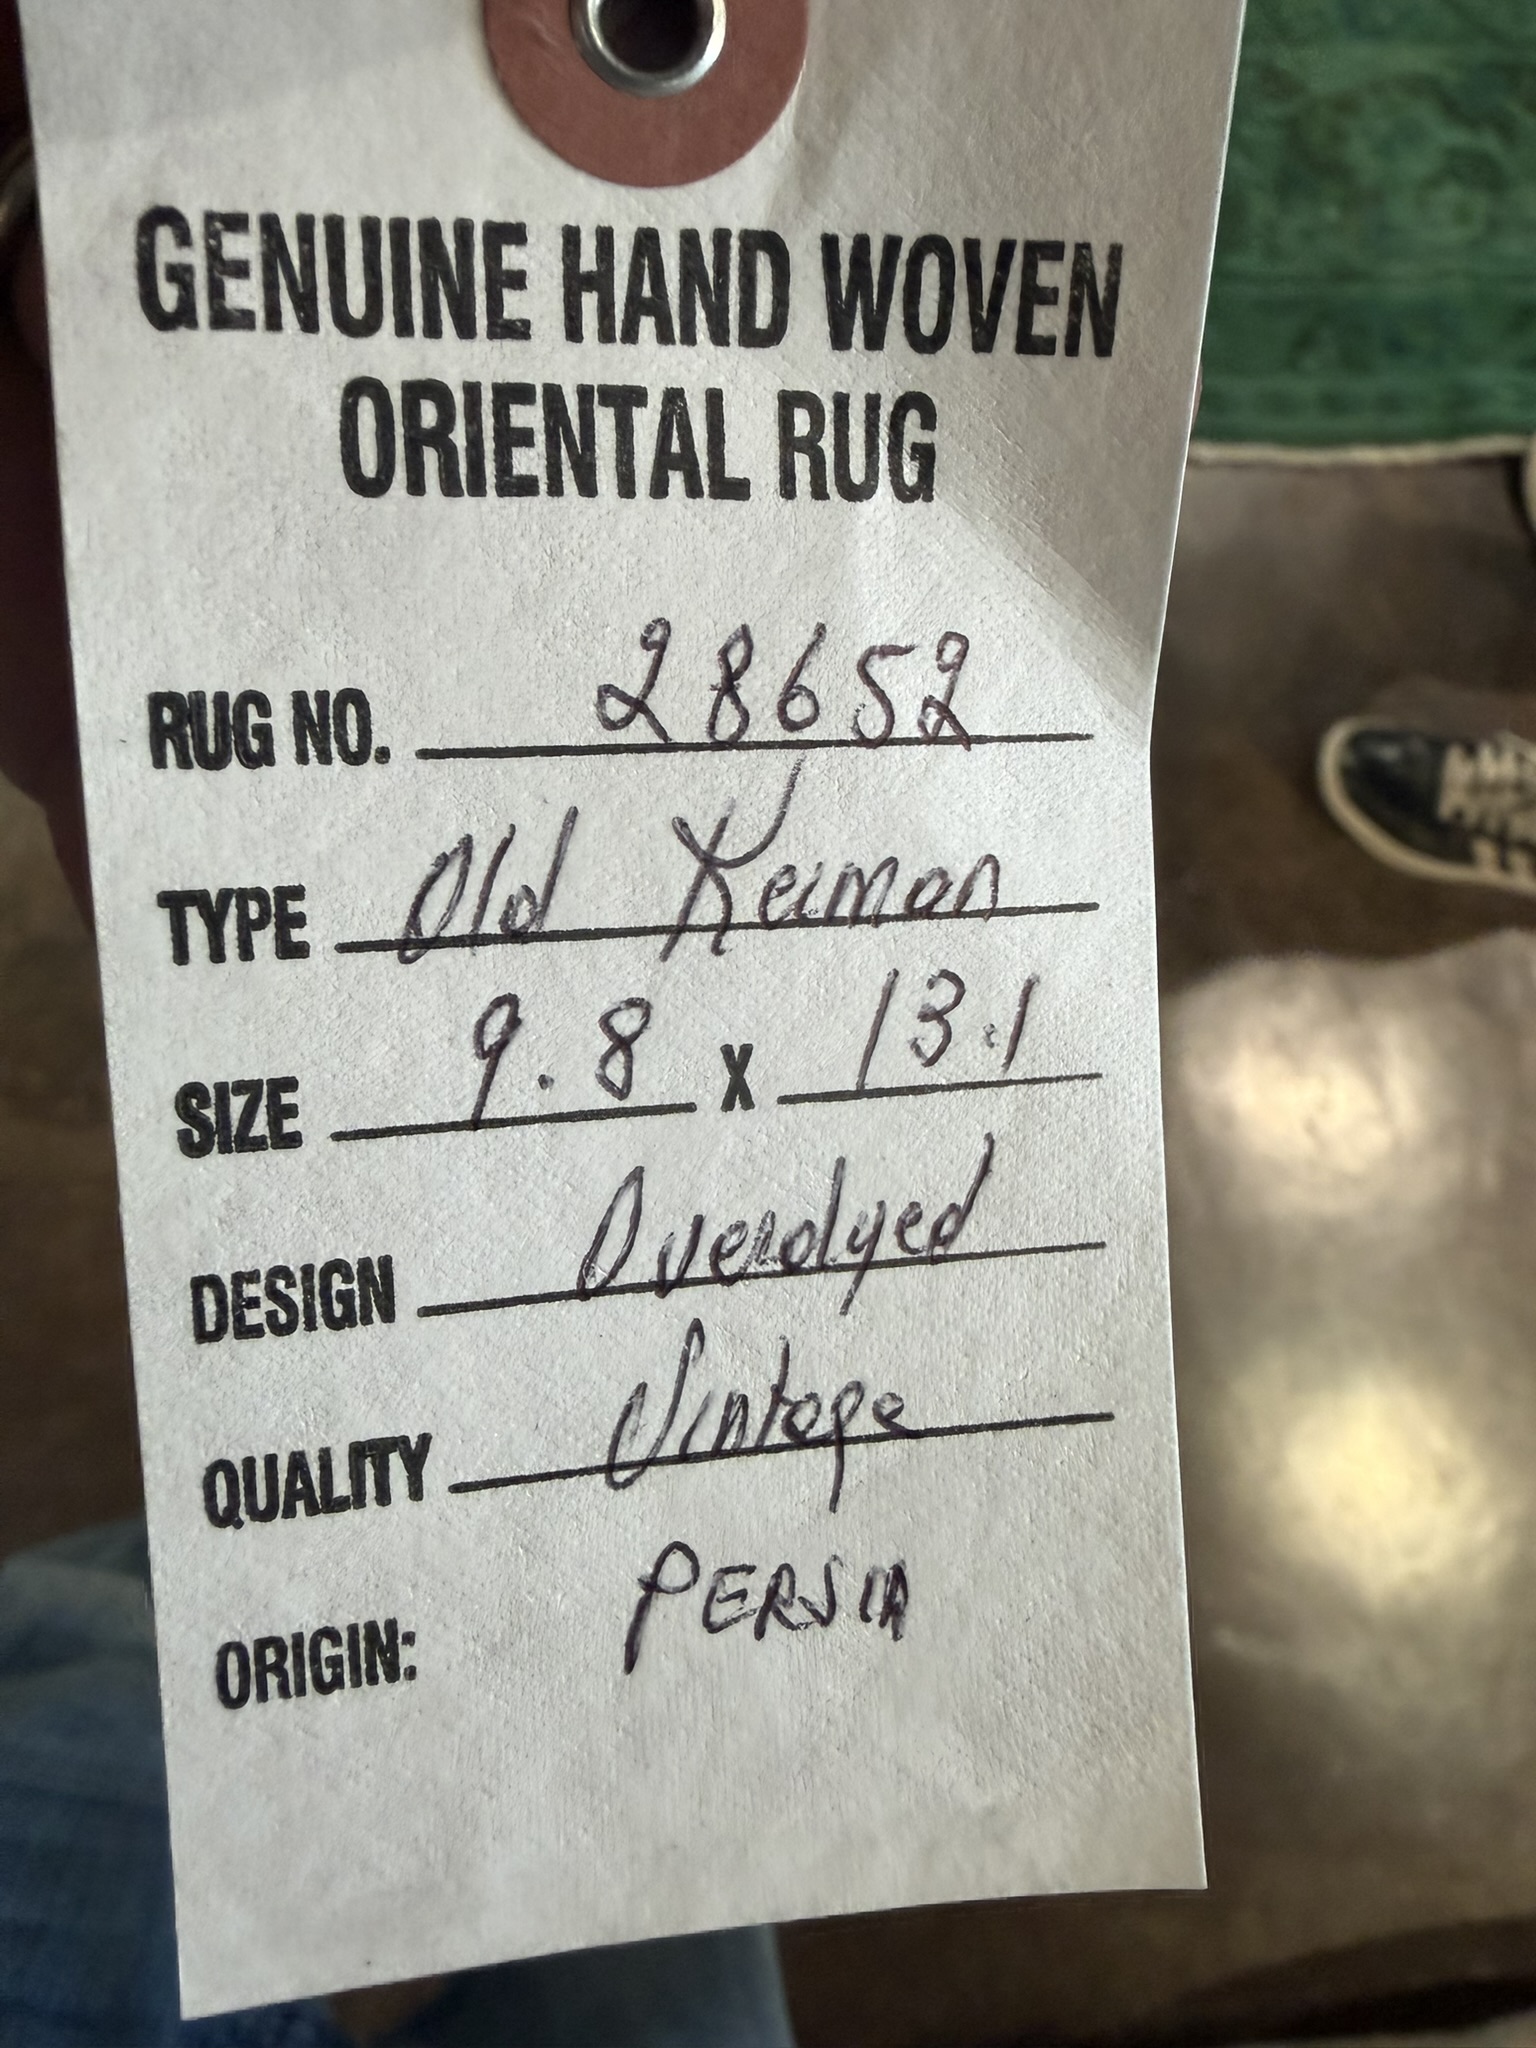 GENUINE HAND WOVEN
ORIENTAL RUG
RUG NO. 28652
TYPE Old Kerman
SIZE 9.8 X 13.1
DESIGN Overdyed
QUALITY Vintage
ORIGIN: PERSIA